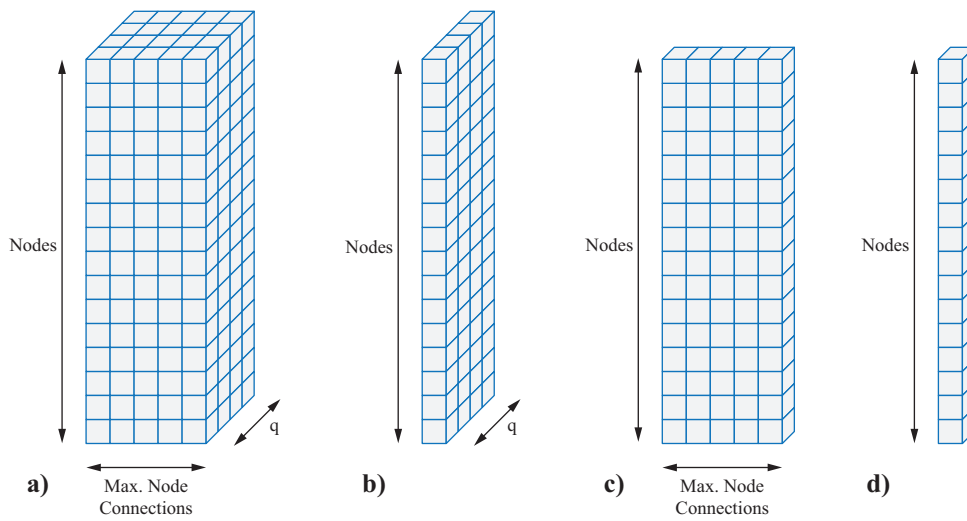 Nodes
q
a)
Max. Node
Connections
Nodes
q
b)
Nodes
c)
Max. Node
Connections
Nodes
d)